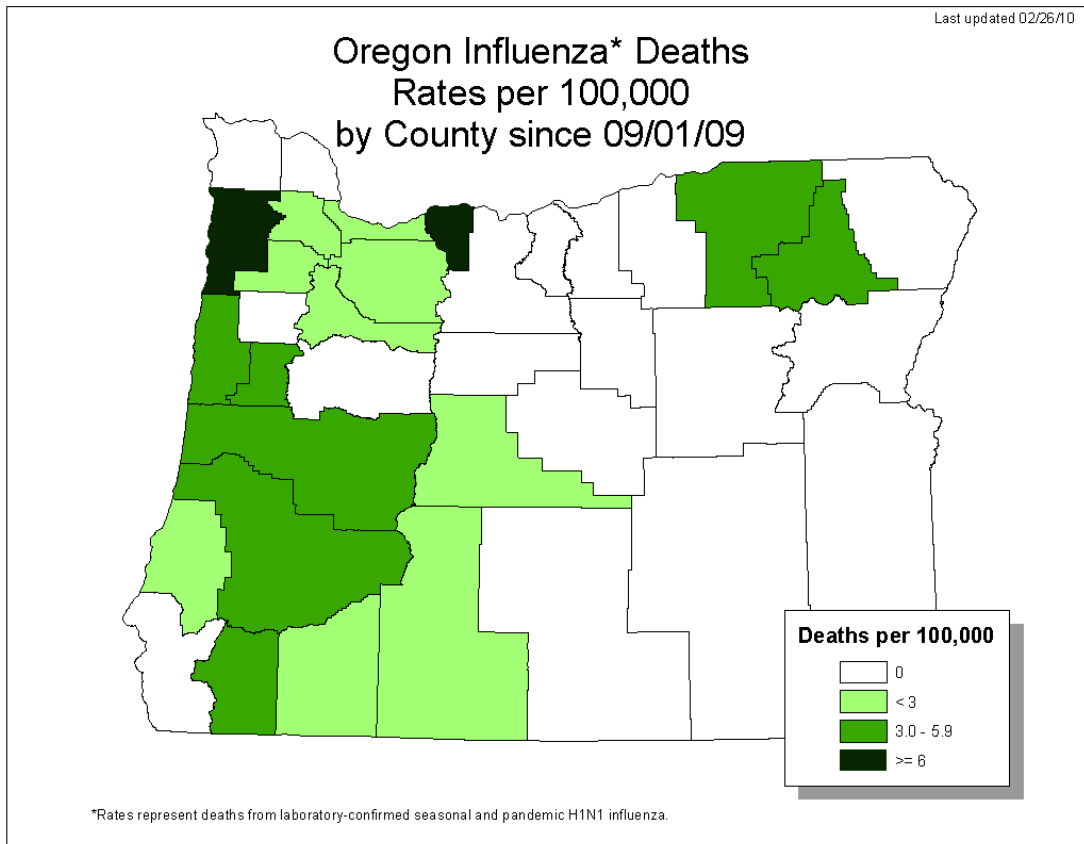 Last updated 02/26/10
Oregon Influenza* Deaths
Rates per 100,000
by County since 09/01/09
Deaths per 100,000
0
< 3
3.0 - 5.9
>= 6
*Rates represent deaths from laboratory-confirmed seasonal and pandemic H1N1 influenza.